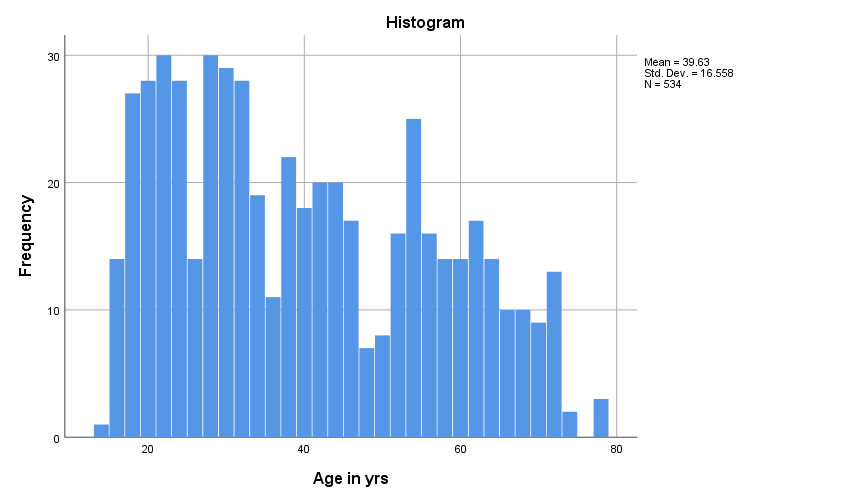 Histogram
Mean = 39.63
Std. Dev. = 16.558
N = 534
Frequency
30
20
10
0
20
40
60
80
Age in yrs